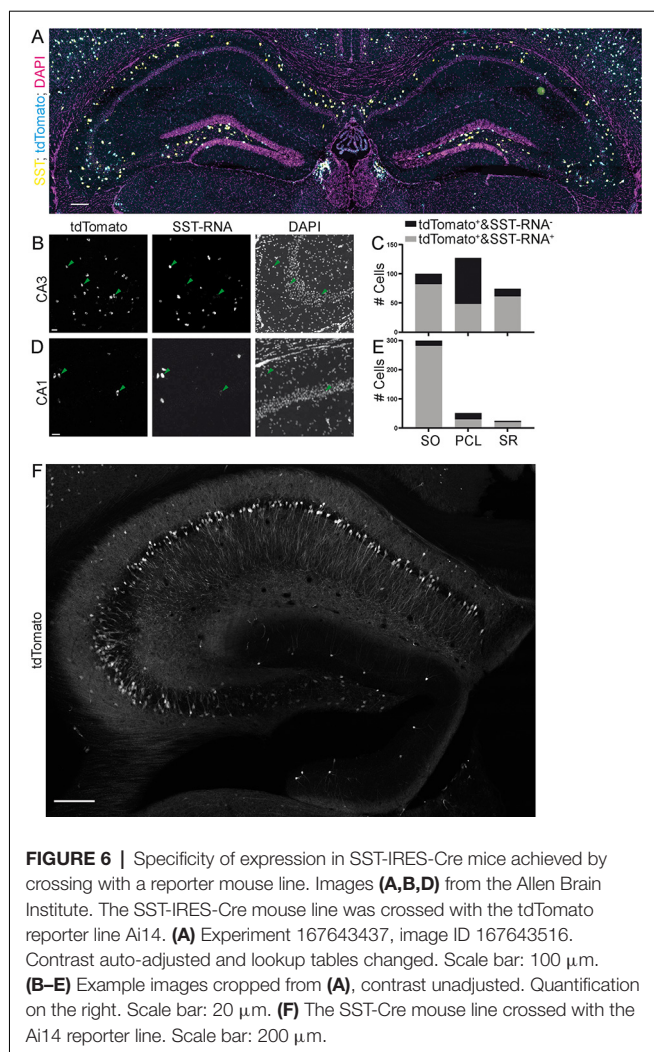 A
SST; tdTomato; DAPI
B
tdTomato
SST-RNA
DAPI
CA3
C
tdTomato⁺&SST-RNA⁻
tdTomato⁺&SST-RNA⁺
# Cells
100
50
0
D
CA1
E
# Cells
300
200
100
0
SO
PCL
SR
F
tdTomato
FIGURE 6 | Specificity of expression in SST-IRES-Cre mice achieved by
crossing with a reporter mouse line. Images (A,B,D) from the Allen Brain
Institute. The SST-IRES-Cre mouse line was crossed with the tdTomato
reporter line Ai14. (A) Experiment 167643437, image ID 167643516.
Contrast auto-adjusted and lookup tables changed. Scale bar: 100 μm.
(B–E) Example images cropped from (A), contrast unadjusted. Quantification
on the right. Scale bar: 20 μm. (F) The SST-Cre mouse line crossed with the
Ai14 reporter line. Scale bar: 200 μm.